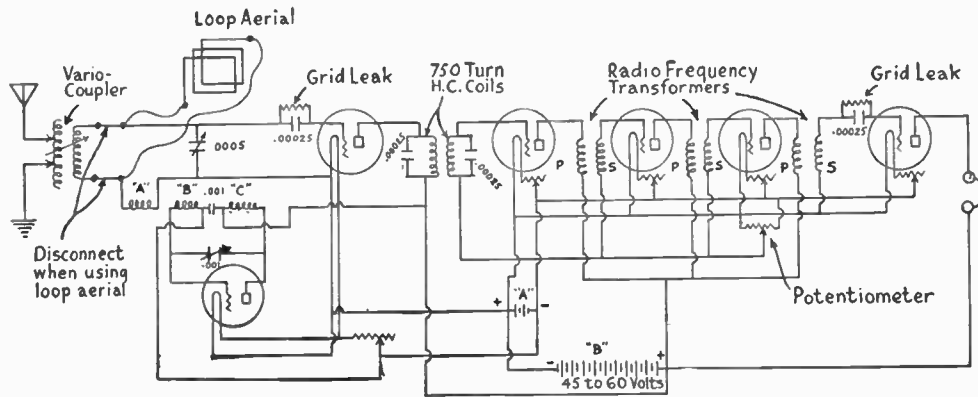 Loop Aerial
Vario-
Coupler
Grid Leak
750 Turn
H.C. Coils
Radio Frequency
Transformers
Grid Leak
.00025
.0005
.00025
.00025
P
S
P
S
P
S
.00025
"A"
"B" .001 "C"
.001
Disconnect
when using
loop aerial
Potentiometer
+ "A" -
- "B" +
45 to 60 Volts